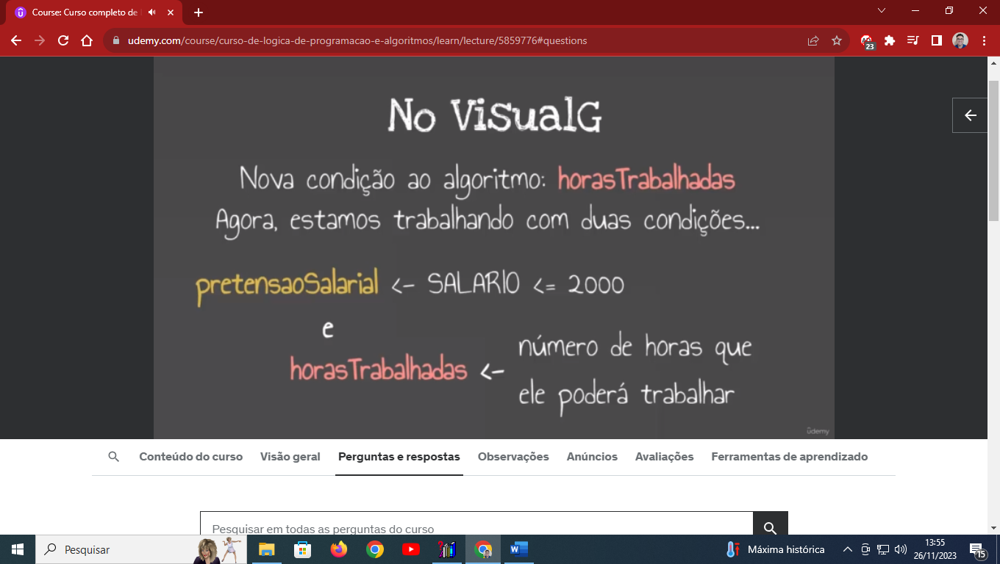 Course: Curso completo de
udemy.com/course/curso-de-logica-de-programacao-e-algoritmos/learn/lecture/5859776#questions
23
No VisualG
Nova condição ao algoritmo: horasTrabalhadas
Agora, estamos trabalhando com duas condições...
pretensaoSalarial <- SALARIO <= 2000
e
horasTrabalhadas <- número de horas que
ele poderá trabalhar
ûdemy
Conteúdo do curso Visão geral Perguntas e respostas Observações Anúncios Avaliações Ferramentas de aprendizado
Pesquisar em todas as perguntas do curso
Pesquisar
Máxima histórica
13:55
26/11/2023
15